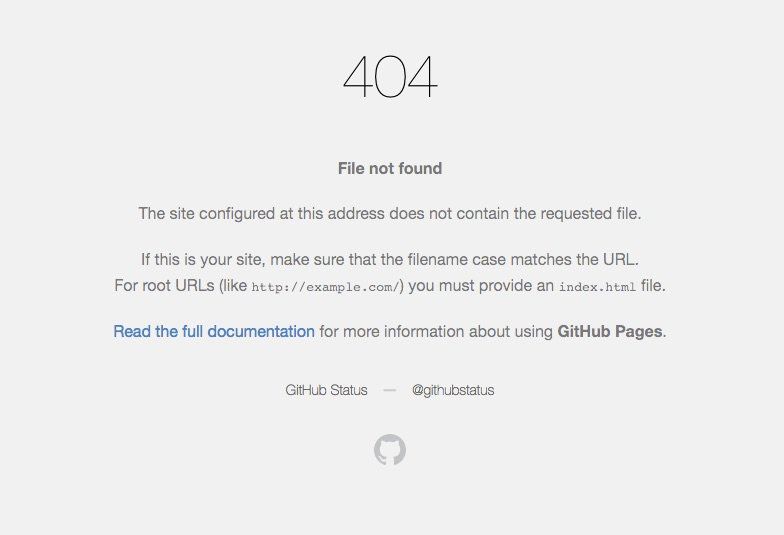 404
File not found
The site configured at this address does not contain the requested file.
If this is your site, make sure that the filename case matches the URL.
For root URLs (like http://example.com/) you must provide an index.html file.
Read the full documentation for more information about using GitHub Pages.
GitHub Status — @githubstatus